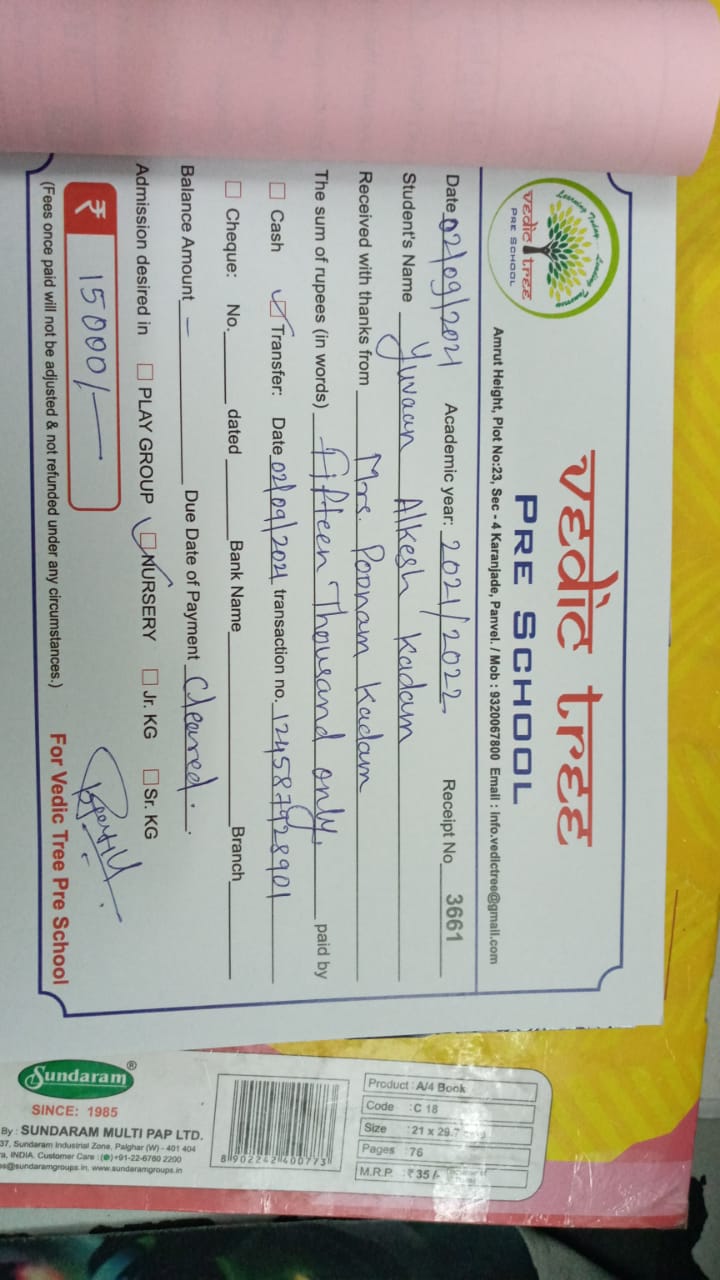 Learning Today... Leading Tomorrow
vedic tree
PRE SCHOOL
vedic tree
PRE SCHOOL
Amrut Height, Plot No:23, Sec - 4 Karanjade, Panvel. / Mob : 9320067800 Email : info.vedictree@gmail.com
Date 02/09/2021 Academic year: 2021/2022 Receipt No 3661
Student's Name Yuvaan Alkesh Kadam
Received with thanks from Mrs. Poonam Kadam
The sum of rupees (in words) Fifteen Thousand only, paid by
Cash Transfer: Date 02/09/2021 transaction no. 124587928901
Cheque: No. dated Bank Name Branch
Balance Amount - Due Date of Payment Cleared.
Admission desired in PLAY GROUP NURSERY Jr. KG Sr. KG
₹ 15000/-
(Fees once paid will not be adjusted & not refunded under any circumstances.)
For Vedic Tree Pre School
Sundaram®
SINCE: 1985
By : SUNDARAM MULTI PAP LTD.
37, Sundaram Industrial Zone, Palghar (W) - 401 404
INDIA. Customer Care : +91-22-6760 2200
@sundaramgroups.in, www.sundaramgroups.in
8 902242 400773
Product : A/4 Book
Code : C 18
Size : 21 x 29.7
Pages : 76
M.R.P. : ₹ 35/-